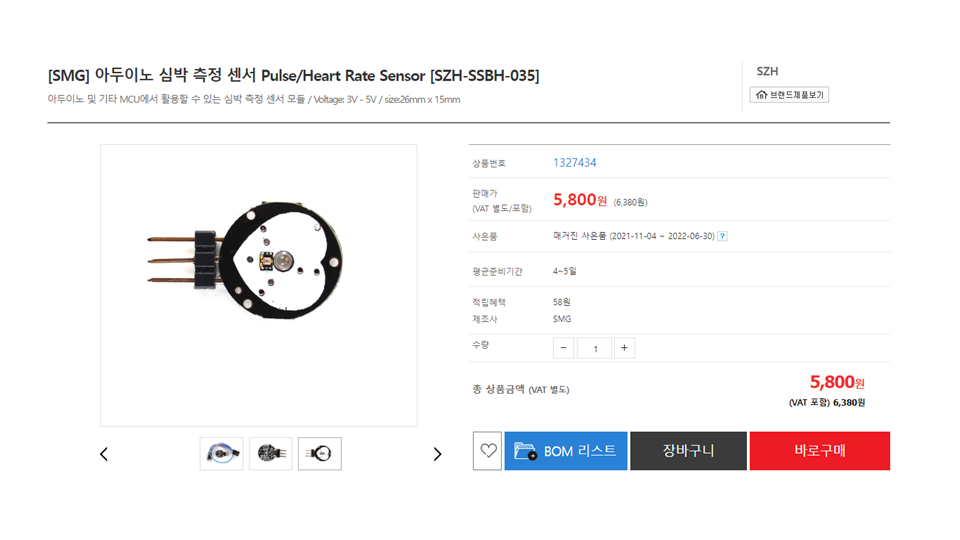 [SMG] 아두이노 심박 측정 센서 Pulse/Heart Rate Sensor [SZH-SSBH-035]
아두이노 및 기타 MCU에서 활용할 수 있는 심박 측정 센서 모듈 / Voltage: 3V - 5V / size:26mm x 15mm
SZH
브랜드제품보기
상품번호 1327434
판매가
(VAT 별도/포함) 5,800원 (6,380원)
사은품 매거진 사은품 (2021-11-04 ~ 2022-06-30) ?
평균준비기간 4~5일
적립혜택 58원
제조사 SMG
수량 − 1 +
총 상품금액 (VAT 별도) 5,800원
(VAT 포함) 6,380원
BOM 리스트 장바구니 바로구매